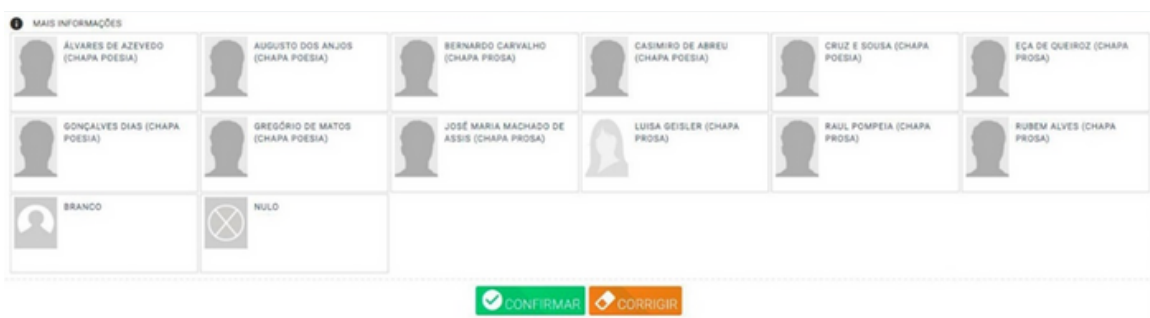 MAIS INFORMAÇÕES
ÁLVARES DE AZEVEDO
(CHAPA POESIA)
AUGUSTO DOS ANJOS
(CHAPA POESIA)
BERNARDO CARVALHO
(CHAPA PROSA)
CASIMIRO DE ABREU
(CHAPA POESIA)
CRUZ E SOUSA (CHAPA
POESIA)
EÇA DE QUEIROZ (CHAPA
PROSA)
GONÇALVES DIAS (CHAPA
POESIA)
GREGÓRIO DE MATOS
(CHAPA POESIA)
JOSÉ MARIA MACHADO DE
ASSIS (CHAPA PROSA)
LUISA GEISLER (CHAPA
PROSA)
RAUL POMPEIA (CHAPA
PROSA)
RUBEM ALVES (CHAPA
PROSA)
BRANCO
NULO
CONFIRMAR
CORRIGIR